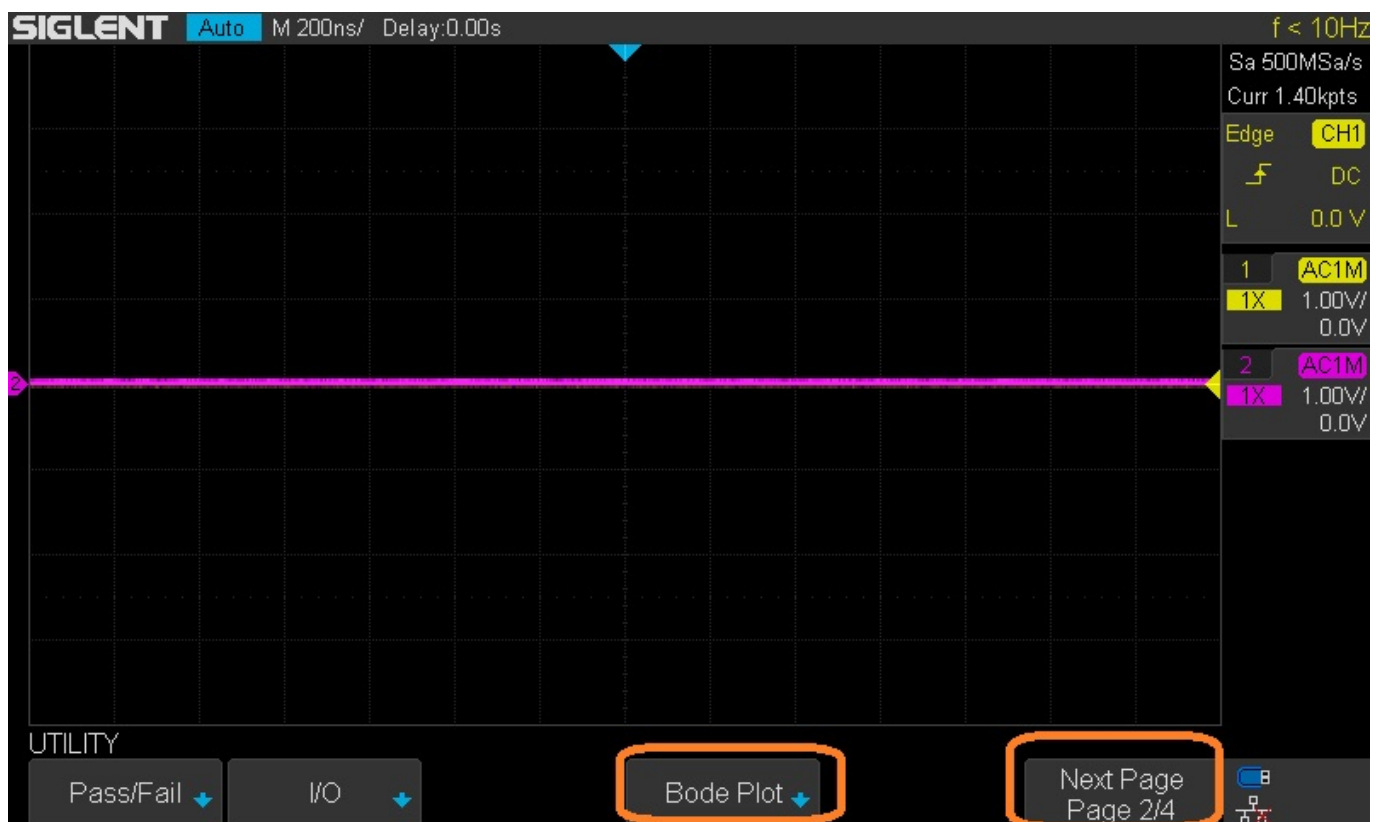 SIGLENT Auto M 200ns/ Delay:0.00s f < 10Hz
Sa 500MSa/s
Curr 1.40kpts
Edge CH1
DC
L 0.0 V
1 AC1M
1X 1.00V/
0.0V
2 AC1M
1X 1.00V/
0.0V
2
UTILITY
Pass/Fail I/O Bode Plot Next Page
Page 2/4